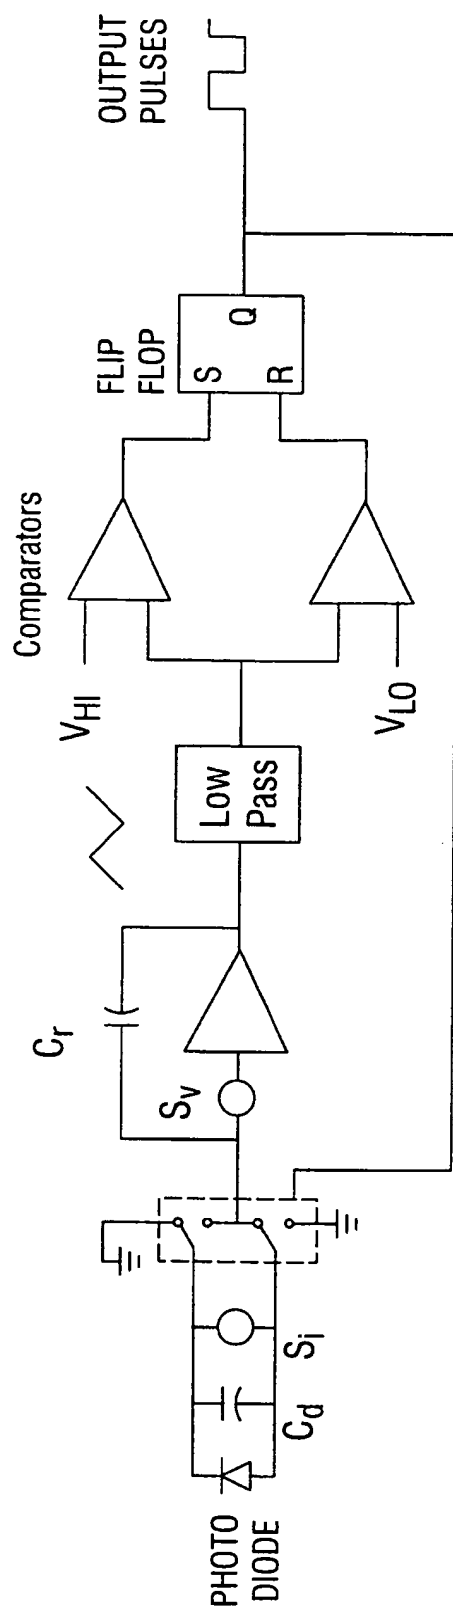 PHOTO
DIODE
C_d
S_i
S_v
C_r
Low
Pass
V_HI
V_LO
Comparators
FLIP
FLOP
S
R
Q
OUTPUT
PULSES